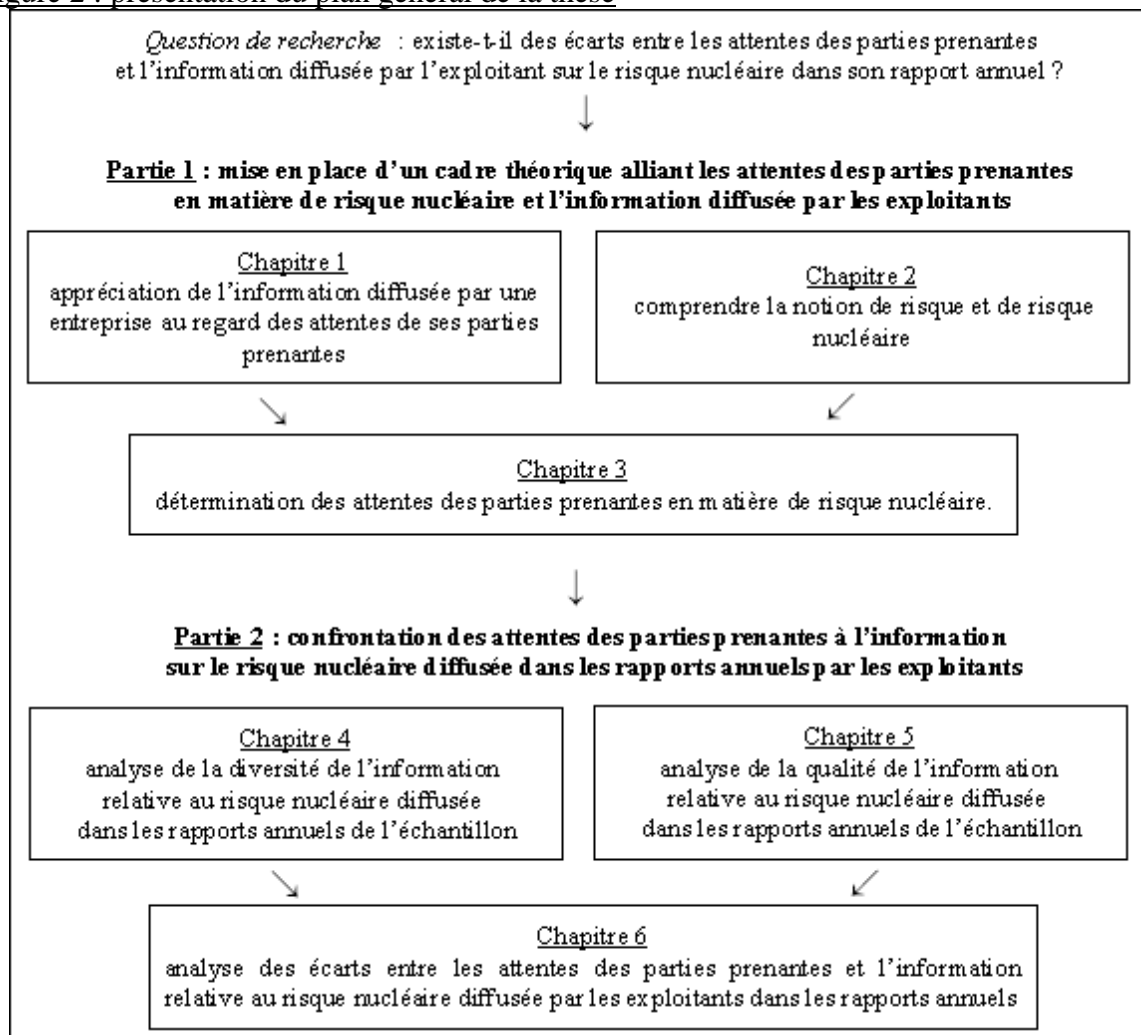 igure 2 : présentation du plan général de la thèse
Question de recherche : existe-t-il des écarts entre les attentes des parties prenantes
et l'information diffusée par l'exploitant sur le risque nucléaire dans son rapport annuel ?
↓
Partie 1 : mise en place d'un cadre théorique alliant les attentes des parties prenantes
en matière de risque nucléaire et l'information diffusée par les exploitants
Chapitre 1
appréciation de l'information diffusée par une
entreprise au regard des attentes de ses parties
prenantes
Chapitre 2
comprendre la notion de risque et de risque
nucléaire
↘ ↙
Chapitre 3
détermination des attentes des parties prenantes en matière de risque nucléaire.
↓
Partie 2 : confrontation des attentes des parties prenantes à l'information
sur le risque nucléaire diffusée dans les rapports annuels par les exploitants
Chapitre 4
analyse de la diversité de l'information
relative au risque nucléaire diffusée
dans les rapports annuels de l'échantillon
Chapitre 5
analyse de la qualité de l'information
relative au risque nucléaire diffusée
dans les rapports annuels de l'échantillon
↘ ↙
Chapitre 6
analyse des écarts entre les attentes des parties prenantes et l'information
relative au risque nucléaire diffusée par les exploitants dans les rapports annuels